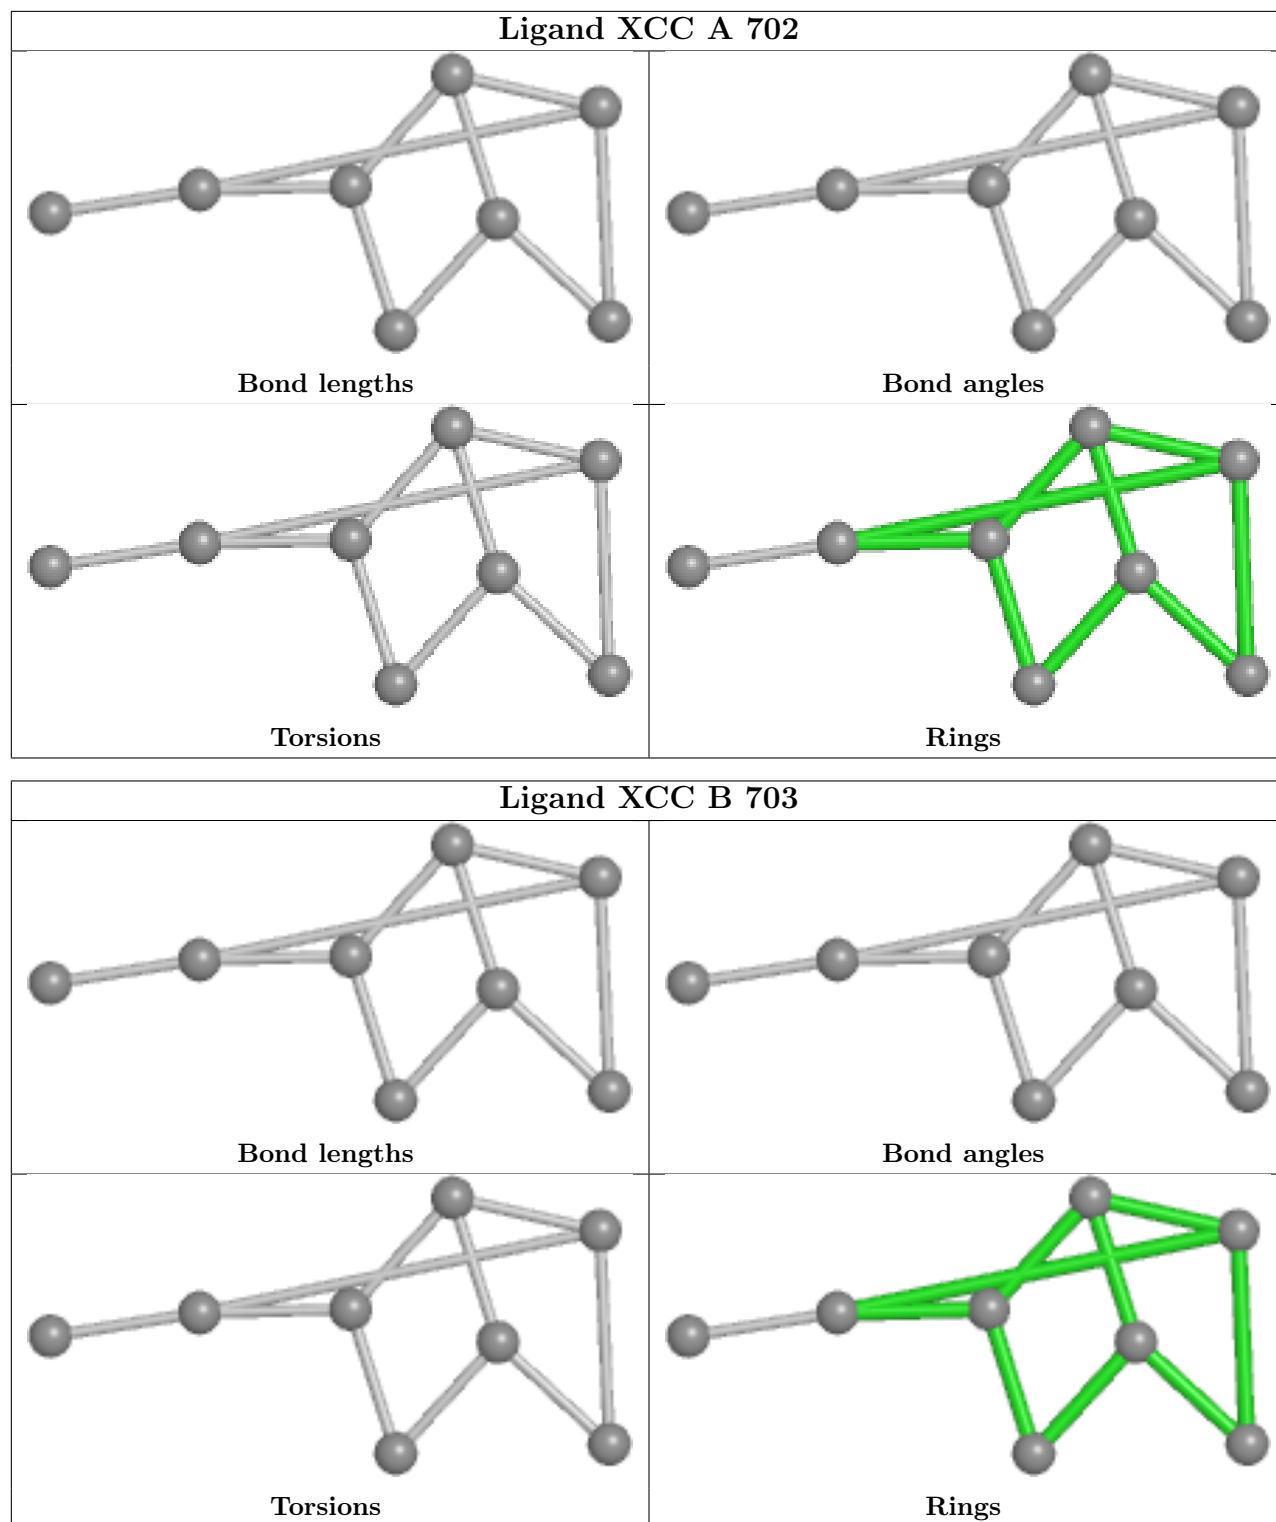 Ligand XCC A 702
Bond lengths
Bond angles
Torsions
Rings
Ligand XCC B 703
Bond lengths
Bond angles
Torsions
Rings